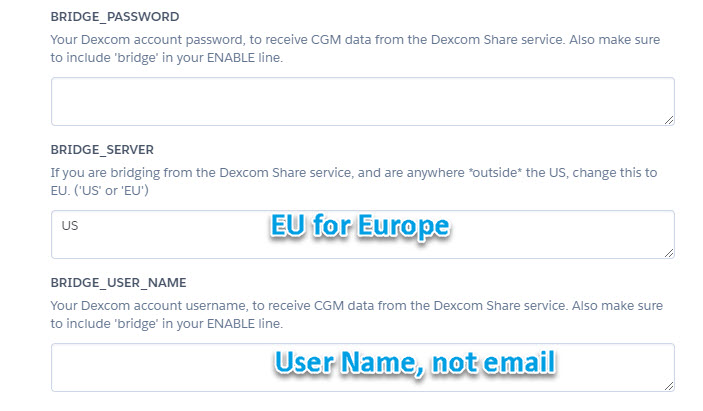 BRIDGE_PASSWORD
Your Dexcom account password, to receive CGM data from the Dexcom Share service. Also make sure
to include 'bridge' in your ENABLE line.
BRIDGE_SERVER
If you are bridging from the Dexcom Share service, and are anywhere *outside* the US, change this to
EU. ('US' or 'EU')
US EU for Europe
BRIDGE_USER_NAME
Your Dexcom account username, to receive CGM data from the Dexcom Share service. Also make sure
to include 'bridge' in your ENABLE line.
User Name, not email